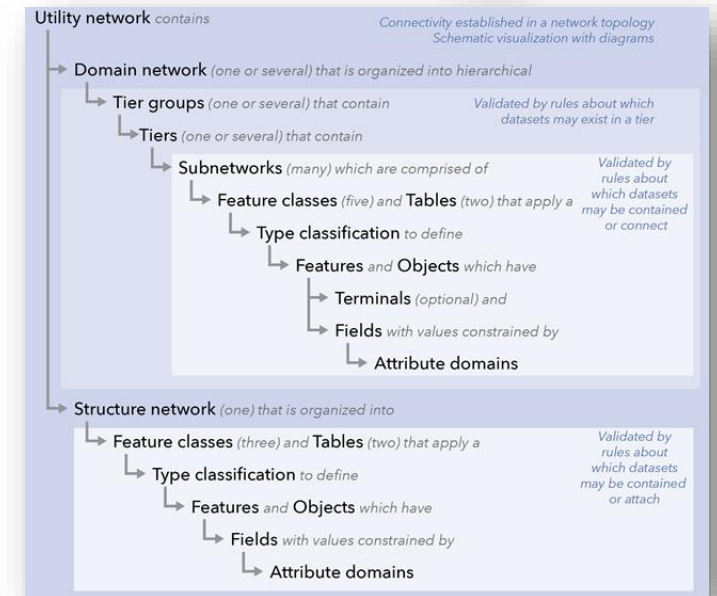 Utility network contains
Connectivity established in a network topology
Schematic visualization with diagrams
Domain network (one or several) that is organized into hierarchical
Tier groups (one or several) that contain
Validated by rules about which
datasets may exist in a tier
Tiers (one or several) that contain
Subnetworks (many) which are comprised of
Validated by
rules about
which datasets
may be contained
or connect
Feature classes (five) and Tables (two) that apply a
Type classification to define
Features and Objects which have
Terminals (optional) and
Fields with values constrained by
Attribute domains
Structure network (one) that is organized into
Feature classes (three) and Tables (two) that apply a
Validated by
rules about
which datasets
may be contained
or attach
Type classification to define
Features and Objects which have
Fields with values constrained by
Attribute domains